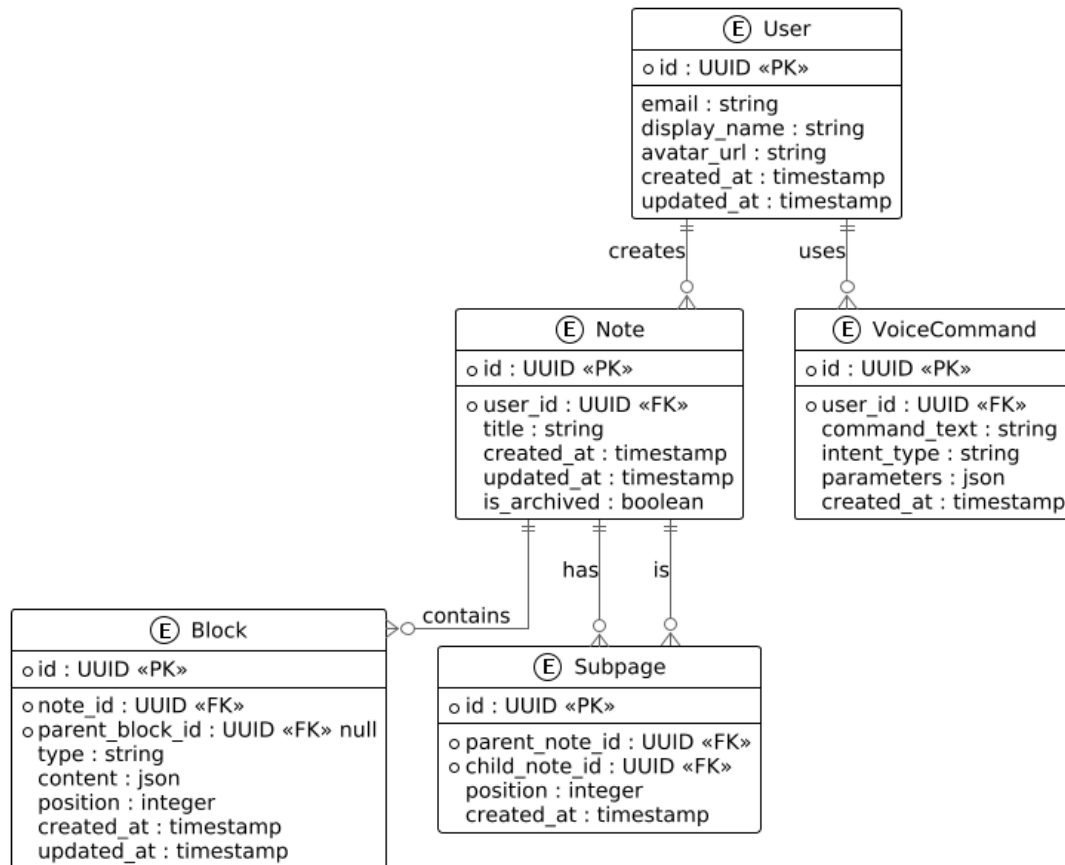 E User
id : UUID «PK»
email : string
display_name : string
avatar_url : string
created_at : timestamp
updated_at : timestamp
creates
uses
E Note
id : UUID «PK»
user_id : UUID «FK»
title : string
created_at : timestamp
updated_at : timestamp
is_archived : boolean
E VoiceCommand
id : UUID «PK»
user_id : UUID «FK»
command_text : string
intent_type : string
parameters : json
created_at : timestamp
has
is
contains
E Block
id : UUID «PK»
note_id : UUID «FK»
parent_block_id : UUID «FK» null
type : string
content : json
position : integer
created_at : timestamp
updated_at : timestamp
E Subpage
id : UUID «PK»
parent_note_id : UUID «FK»
child_note_id : UUID «FK»
position : integer
created_at : timestamp